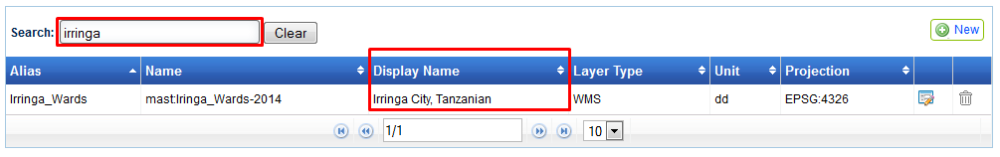 Search: irringa Clear New
Alias Name Display Name Layer Type Unit Projection
Irringa_Wards mast:Iringa_Wards-2014 Irringa City, Tanzanian WMS dd EPSG:4326
1/1 10